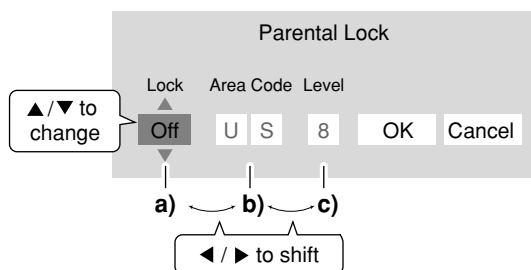 Parental Lock
Lock Area Code Level
▲/▼ to
change
Off U S 8 OK Cancel
a) b) c)
◀ / ▶ to shift